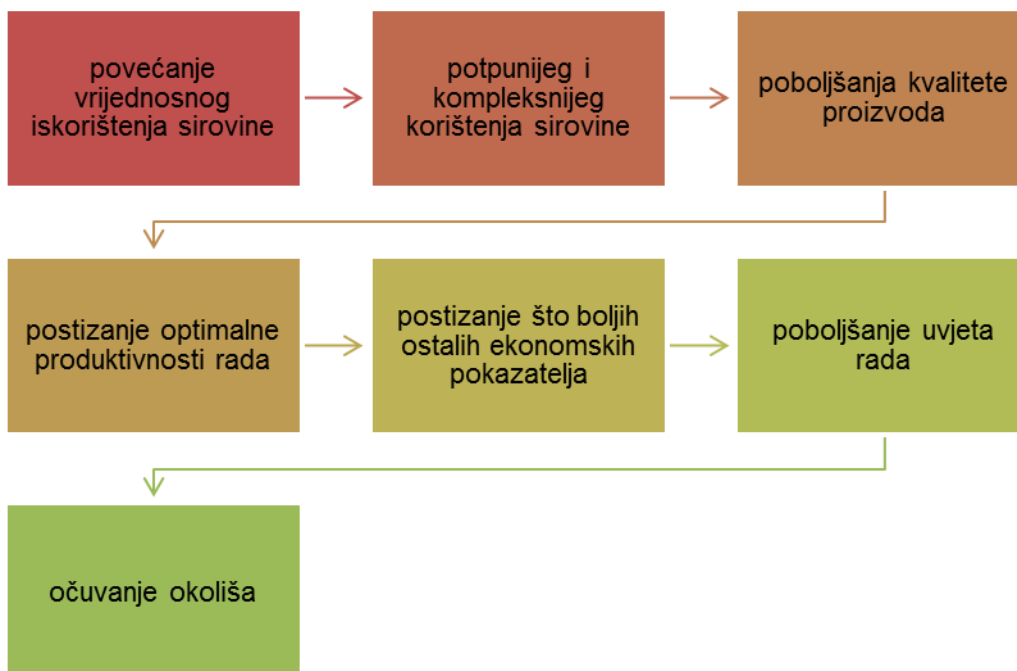 povećanje
vrijednosnog
iskorištenja sirovine
potpunijeg i
kompleksnijeg
korištenja sirovine
poboljšanja kvalitete
proizvoda
postizanje optimalne
produktivnosti rada
postizanje što boljih
ostalih ekonomskih
pokazatelja
poboljšanje uvjeta
rada
očuvanje okoliša